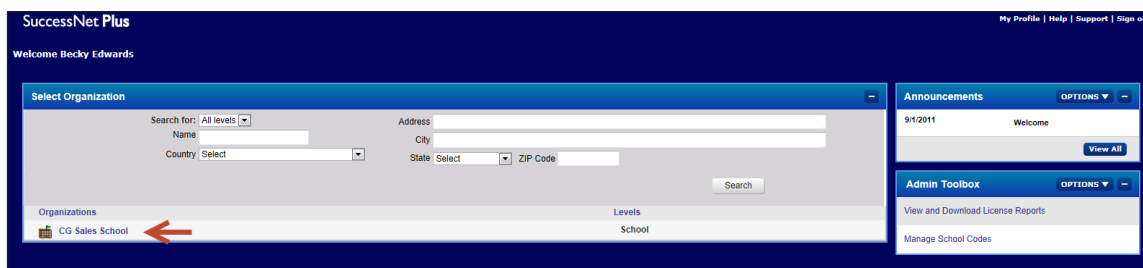 SuccessNet Plus
My Profile | Help | Support | Sign o
Welcome Becky Edwards
Select Organization
Search for: All levels
Name
Country Select
Address
City
State Select ZIP Code
Search
Organizations Levels
CG Sales School School
Announcements OPTIONS
9/1/2011 Welcome
View All
Admin Toolbox OPTIONS
View and Download License Reports
Manage School Codes